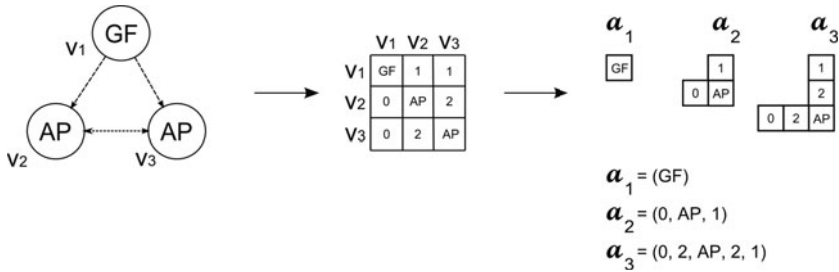 GF
V1
AP
AP
V2
V3
V1 V2 V3
V1 GF 1 1
V2 0 AP 2
V3 0 2 AP
a1 a2 a3
GF 1 1
0 AP 2
0 2 AP
a1 = (GF)
a2 = (0, AP, 1)
a3 = (0, 2, AP, 2, 1)